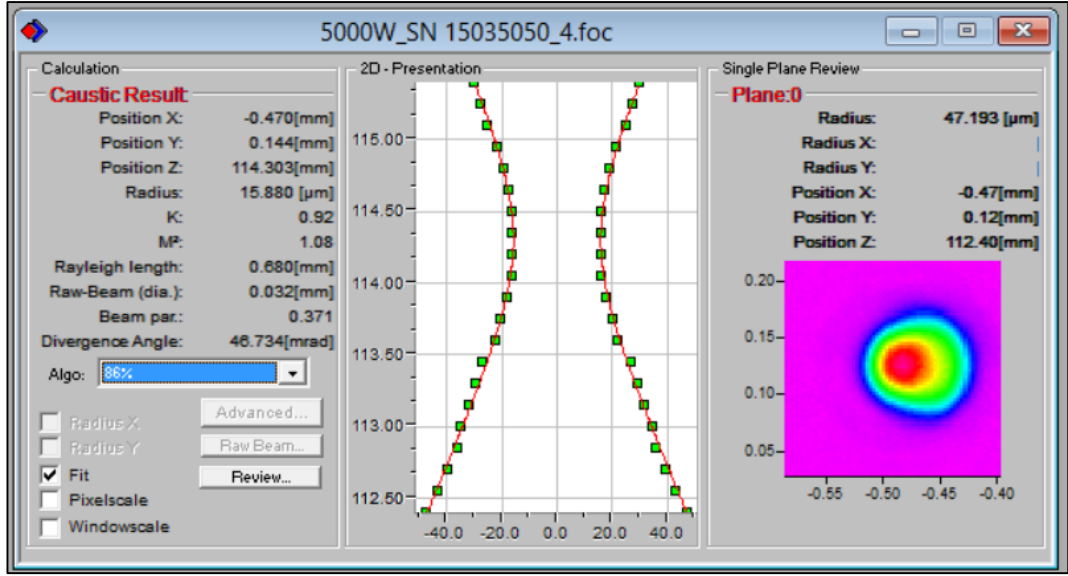 5000W_SN 15035050_4.foc
Calculation
Caustic Result:
Position X: -0.470[mm]
Position Y: 0.144[mm]
Position Z: 114.303[mm]
Radius: 15.880 [µm]
K: 0.92
M²: 1.08
Rayleigh length: 0.680[mm]
Raw-Beam (dia.): 0.032[mm]
Beam par.: 0.371
Divergence Angle: 46.734[mrad]
Algo: 86%
Radius X
Radius Y
Fit
Pixelscale
Windowscale
Advanced...
Raw Beam...
Review...
2D - Presentation
115.00
114.50
114.00
113.50
113.00
112.50
-40.0 -20.0 0.0 20.0 40.0
Single Plane Review
Plane:0
Radius: 47.193 [µm]
Radius X:
Radius Y:
Position X: -0.47[mm]
Position Y: 0.12[mm]
Position Z: 112.40[mm]
0.20
0.15
0.10
0.05
-0.55 -0.50 -0.45 -0.40